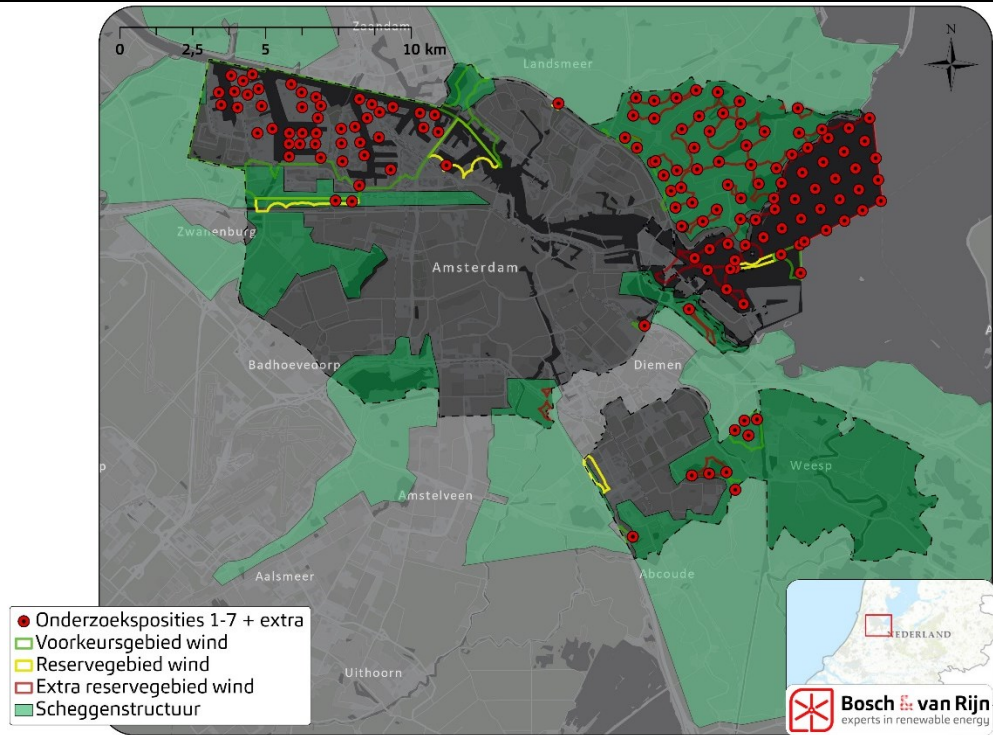 Zaandam
0 2,5 5 10 km
N
Landsmeer
Zwanenburg
Amsterdam
Badhoevedorp
Diemen
Weesp
Amstelveen
Aalsmeer
Abcoude
Uithoorn
Onderzoeksposities 1-7 + extra
Voorkeursgebied wind
Reservegebied wind
Extra reservegebied wind
Scheggenstructuur
NEDERLAND
Bosch & van Rijn
experts in renewable energy